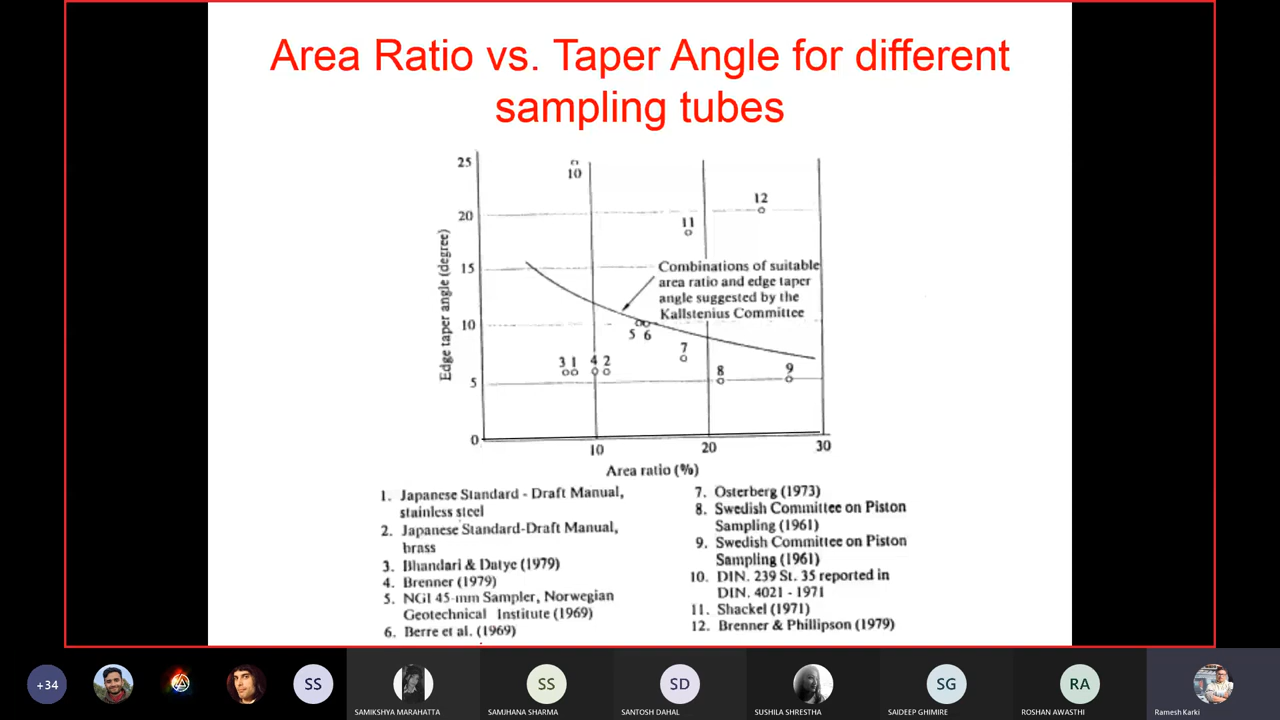 Area Ratio vs. Taper Angle for different
sampling tubes
25
20
15
10
5
0
10
20
30
Edge taper angle (degree)
Area ratio (%)
10
12
11
Combinations of suitable
area ratio and edge taper
angle suggested by the
Kallstenius Committee
5 6
7
3 1 4 2
8
9
1. Japanese Standard - Draft Manual,
stainless steel
2. Japanese Standard-Draft Manual,
brass
3. Bhandari & Datye (1979)
4. Brenner (1979)
5. NGI 45-mm Sampler, Norwegian
Geotechnical Institute (1969)
6. Berre et al. (1969)
7. Osterberg (1973)
8. Swedish Committee on Piston
Sampling (1961)
9. Swedish Committee on Piston
Sampling (1961)
10. DIN. 239 St. 35 reported in
DIN. 4021 - 1971
11. Shackel (1971)
12. Brenner & Phillipson (1979)
+34
SS
SAMIKSHYA MARAHATTA
SS
SAMJHANA SHARMA
SD
SANTOSH DAHAL
SUSHILA SHRESTHA
SG
SAIDEEP GHIMIRE
RA
ROSHAN AWASTHI
Ramesh Karki